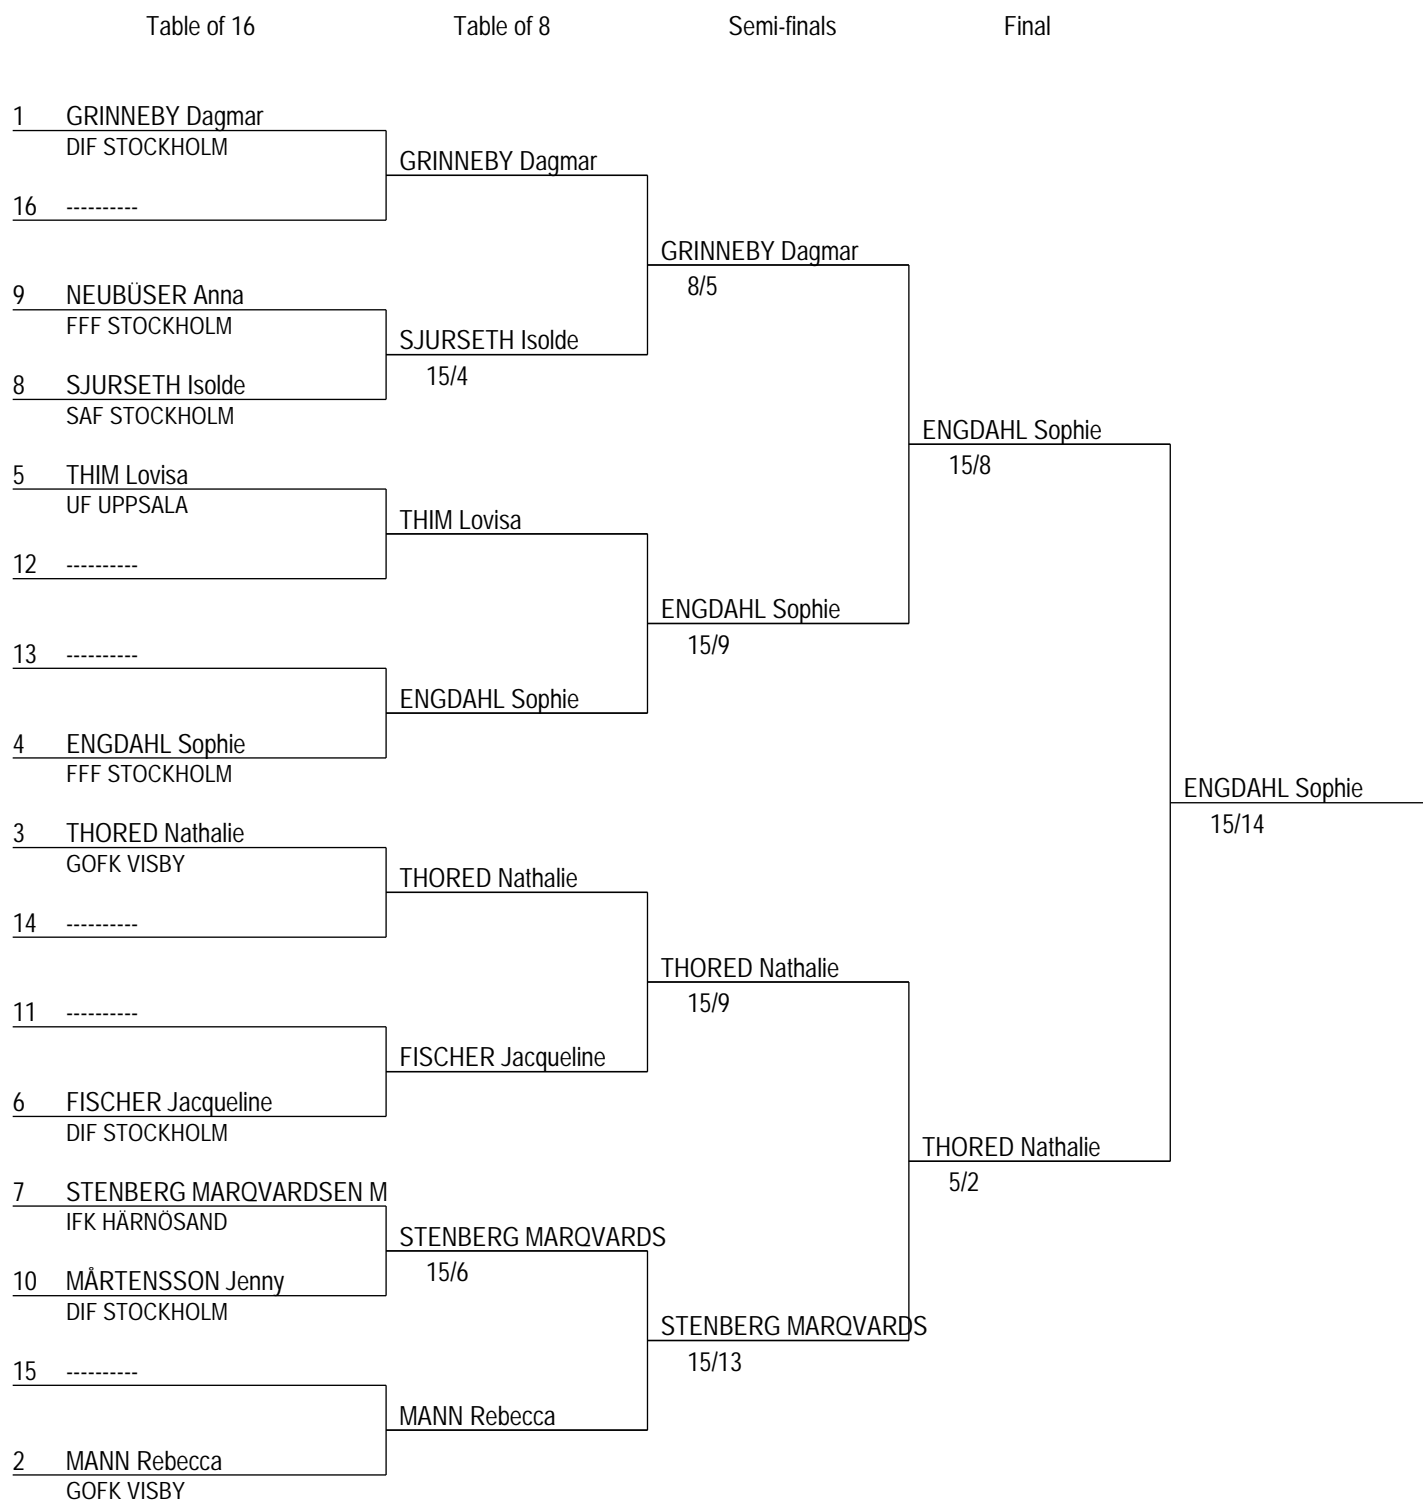 Table of 16 Table of 8 Semi-finals Final
1 GRINNEBY Dagmar
DIF STOCKHOLM
GRINNEBY Dagmar
16 ----------
GRINNEBY Dagmar
8/5
9 NEUBÜSER Anna
FFF STOCKHOLM
SJURSETH Isolde
15/4
8 SJURSETH Isolde
SAF STOCKHOLM
ENGDAHL Sophie
15/8
5 THIM Lovisa
UF UPPSALA
THIM Lovisa
12 ----------
ENGDAHL Sophie
15/9
13 ----------
ENGDAHL Sophie
4 ENGDAHL Sophie
FFF STOCKHOLM
ENGDAHL Sophie
15/14
3 THORED Nathalie
GOFK VISBY
THORED Nathalie
14 ----------
THORED Nathalie
15/9
11 ----------
FISCHER Jacqueline
6 FISCHER Jacqueline
DIF STOCKHOLM
THORED Nathalie
5/2
7 STENBERG MARQVARDSEN M
IFK HÄRNÖSAND
STENBERG MARQVARDS
15/6
10 MÅRTENSSON Jenny
DIF STOCKHOLM
STENBERG MARQVARDS
15/13
15 ----------
MANN Rebecca
2 MANN Rebecca
GOFK VISBY